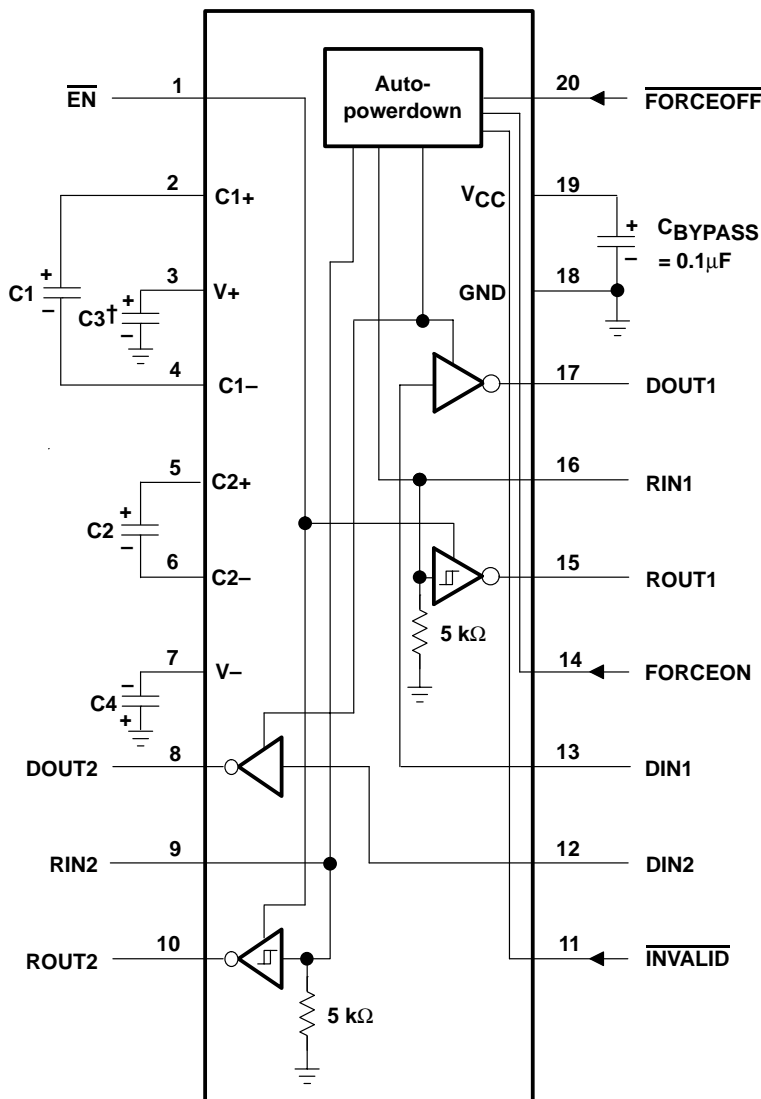 Auto-
powerdown
EN
1
20
FORCEOFF
2
C1+
VCC
19
+
CBYPASS
–
= 0.1μF
+
C1
–
3
V+
+
C3†
–
GND
18
4
C1–
17
DOUT1
5
C2+
16
RIN1
+
C2
–
6
C2–
15
ROUT1
5 kΩ
7
V–
–
C4
+
14
FORCEON
DOUT2
8
13
DIN1
RIN2
9
12
DIN2
ROUT2
10
11
INVALID
5 kΩ